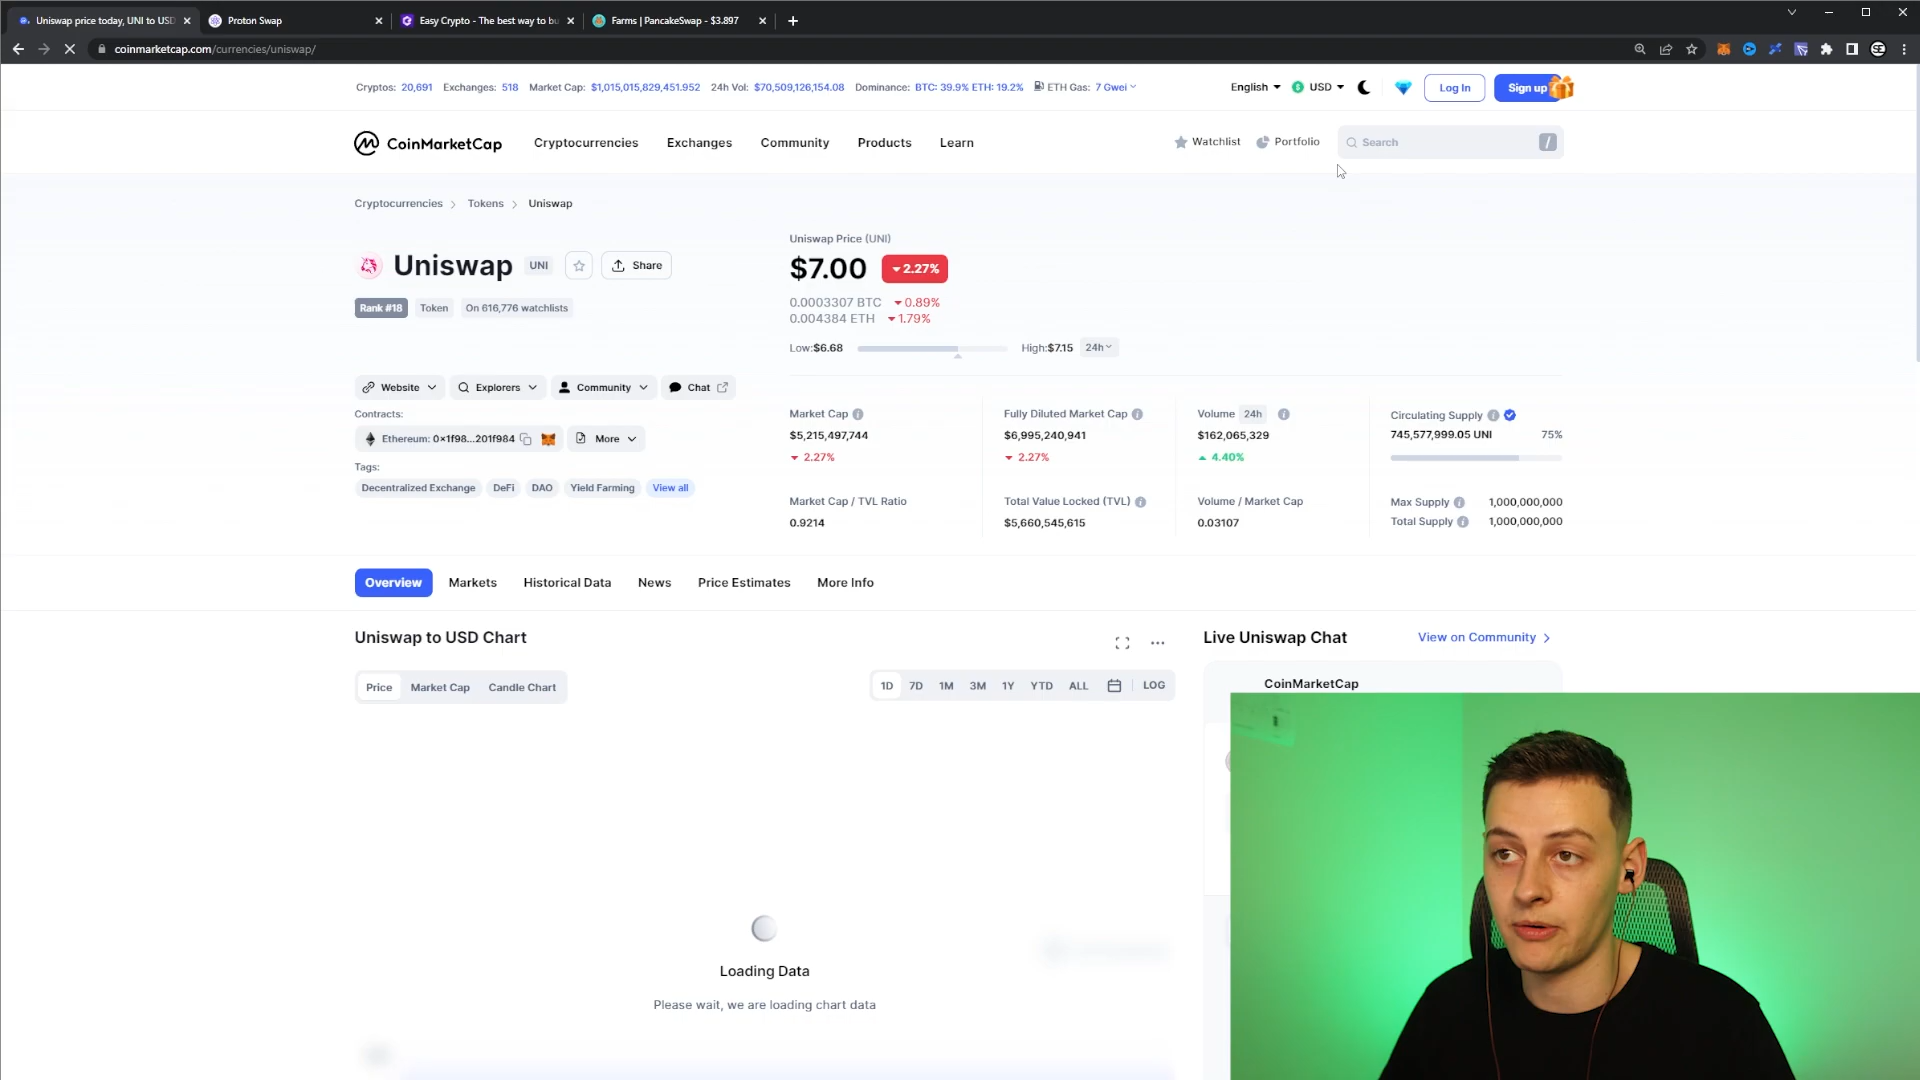 Uniswap price today, UNI to USD
Proton Swap
Easy Crypto - The best way to bu
Farms | PancakeSwap - $3.897
coinmarketcap.com/currencies/uniswap/
Cryptos: 20,691 Exchanges: 518 Market Cap: $1,015,015,829,451.952 24h Vol: $70,509,126,154.08 Dominance: BTC: 39.9% ETH: 19.2% ETH Gas: 7 Gwei
English USD Log In Sign up
CoinMarketCap Cryptocurrencies Exchanges Community Products Learn
Watchlist Portfolio Search /
Cryptocurrencies > Tokens > Uniswap
Uniswap UNI Share
Rank #18 Token On 616,776 watchlists
Uniswap Price (UNI)
$7.00 2.27%
0.0003307 BTC 0.89%
0.004384 ETH 1.79%
Low:$6.68 High:$7.15 24h
Website Explorers Community Chat
Contracts:
Ethereum: 0x1f98...201f984 More
Tags:
Decentralized Exchange DeFi DAO Yield Farming View all
Market Cap
$5,215,497,744
2.27%
Market Cap / TVL Ratio
0.9214
Fully Diluted Market Cap
$6,995,240,941
2.27%
Total Value Locked (TVL)
$5,660,545,615
Volume 24h
$162,065,329
4.40%
Volume / Market Cap
0.03107
Circulating Supply
745,577,999.05 UNI 75%
Max Supply 1,000,000,000
Total Supply 1,000,000,000
Overview Markets Historical Data News Price Estimates More Info
Uniswap to USD Chart
Price Market Cap Candle Chart
1D 7D 1M 3M 1Y YTD ALL LOG
Loading Data
Please wait, we are loading chart data
Live Uniswap Chat View on Community >
CoinMarketCap